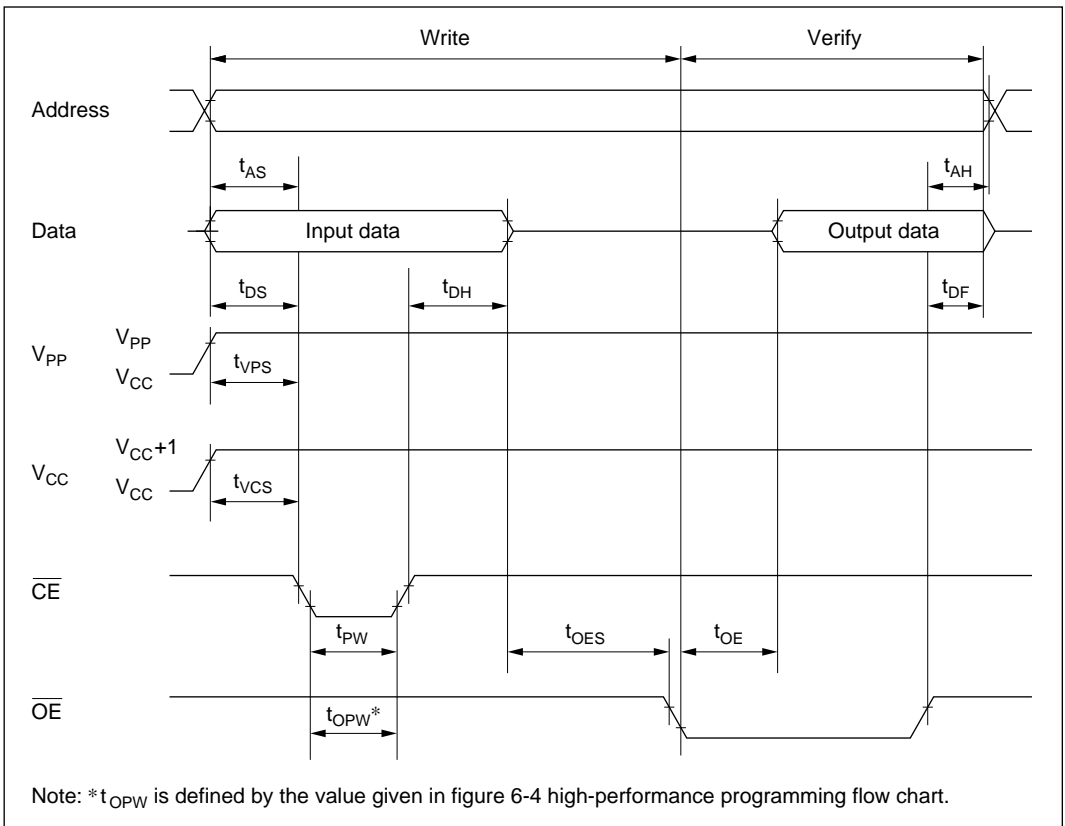 Write Verify
Address
tAS tAH
Data Input data Output data
tDS tDH tDF
VPP
VPP
VCC
tVPS
VCC+1
VCC
VCC
tVCS
CE
tPW tOES tOE
OE
tOPW*
Note: *tOPW is defined by the value given in figure 6-4 high-performance programming flow chart.